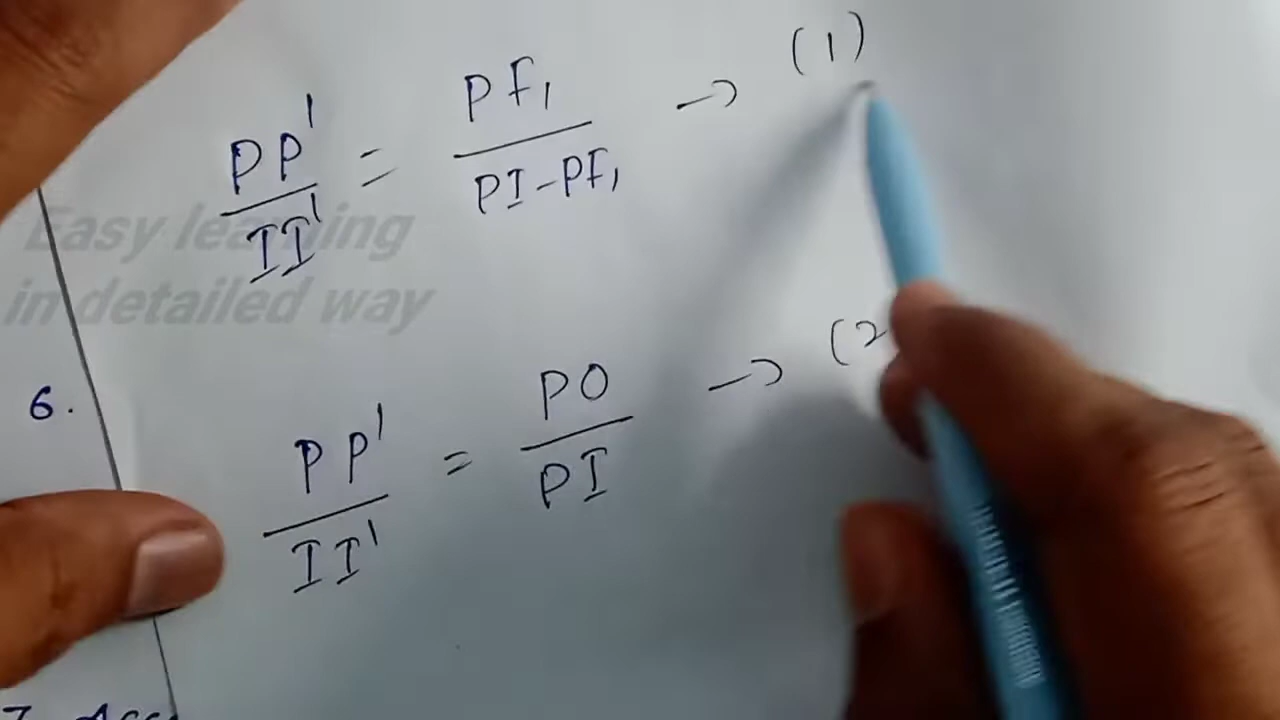 PP'/II' = PF₁/PI-PF₁ → (1)
Easy learning
in detailed way
6.
PP'/II' = PO/PI → (2